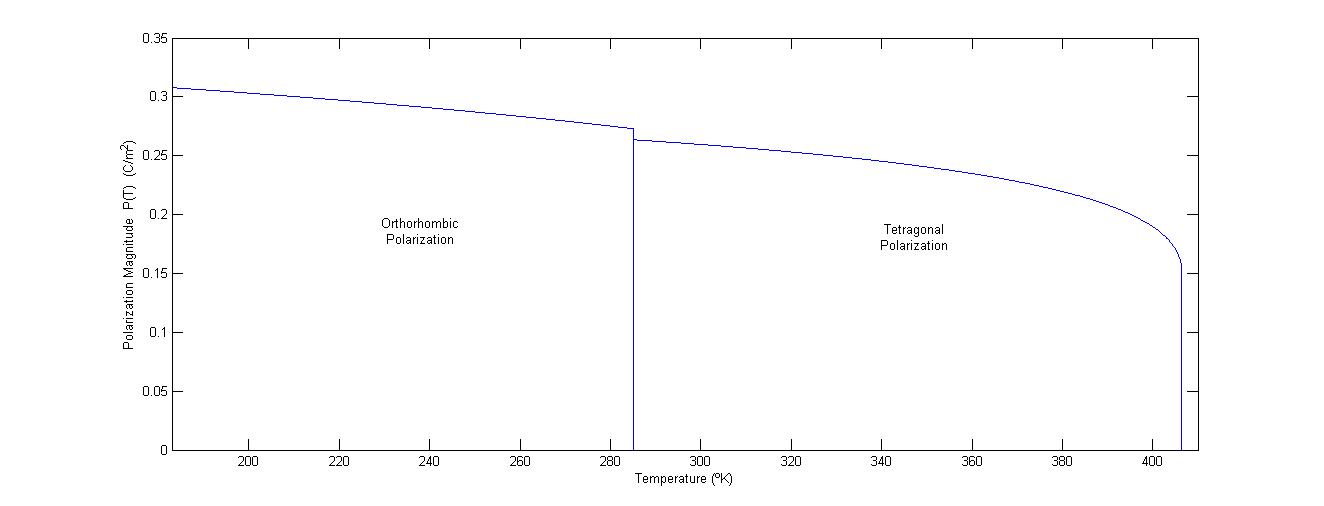 0.35
0.3
0.25
0.2
0.15
0.1
0.05
0
Polarization Magnitude P(T) (C/m²)
Orthorhombic
Polarization
Tetragonal
Polarization
200 220 240 260 280 300 320 340 360 380 400
Temperature (ºK)